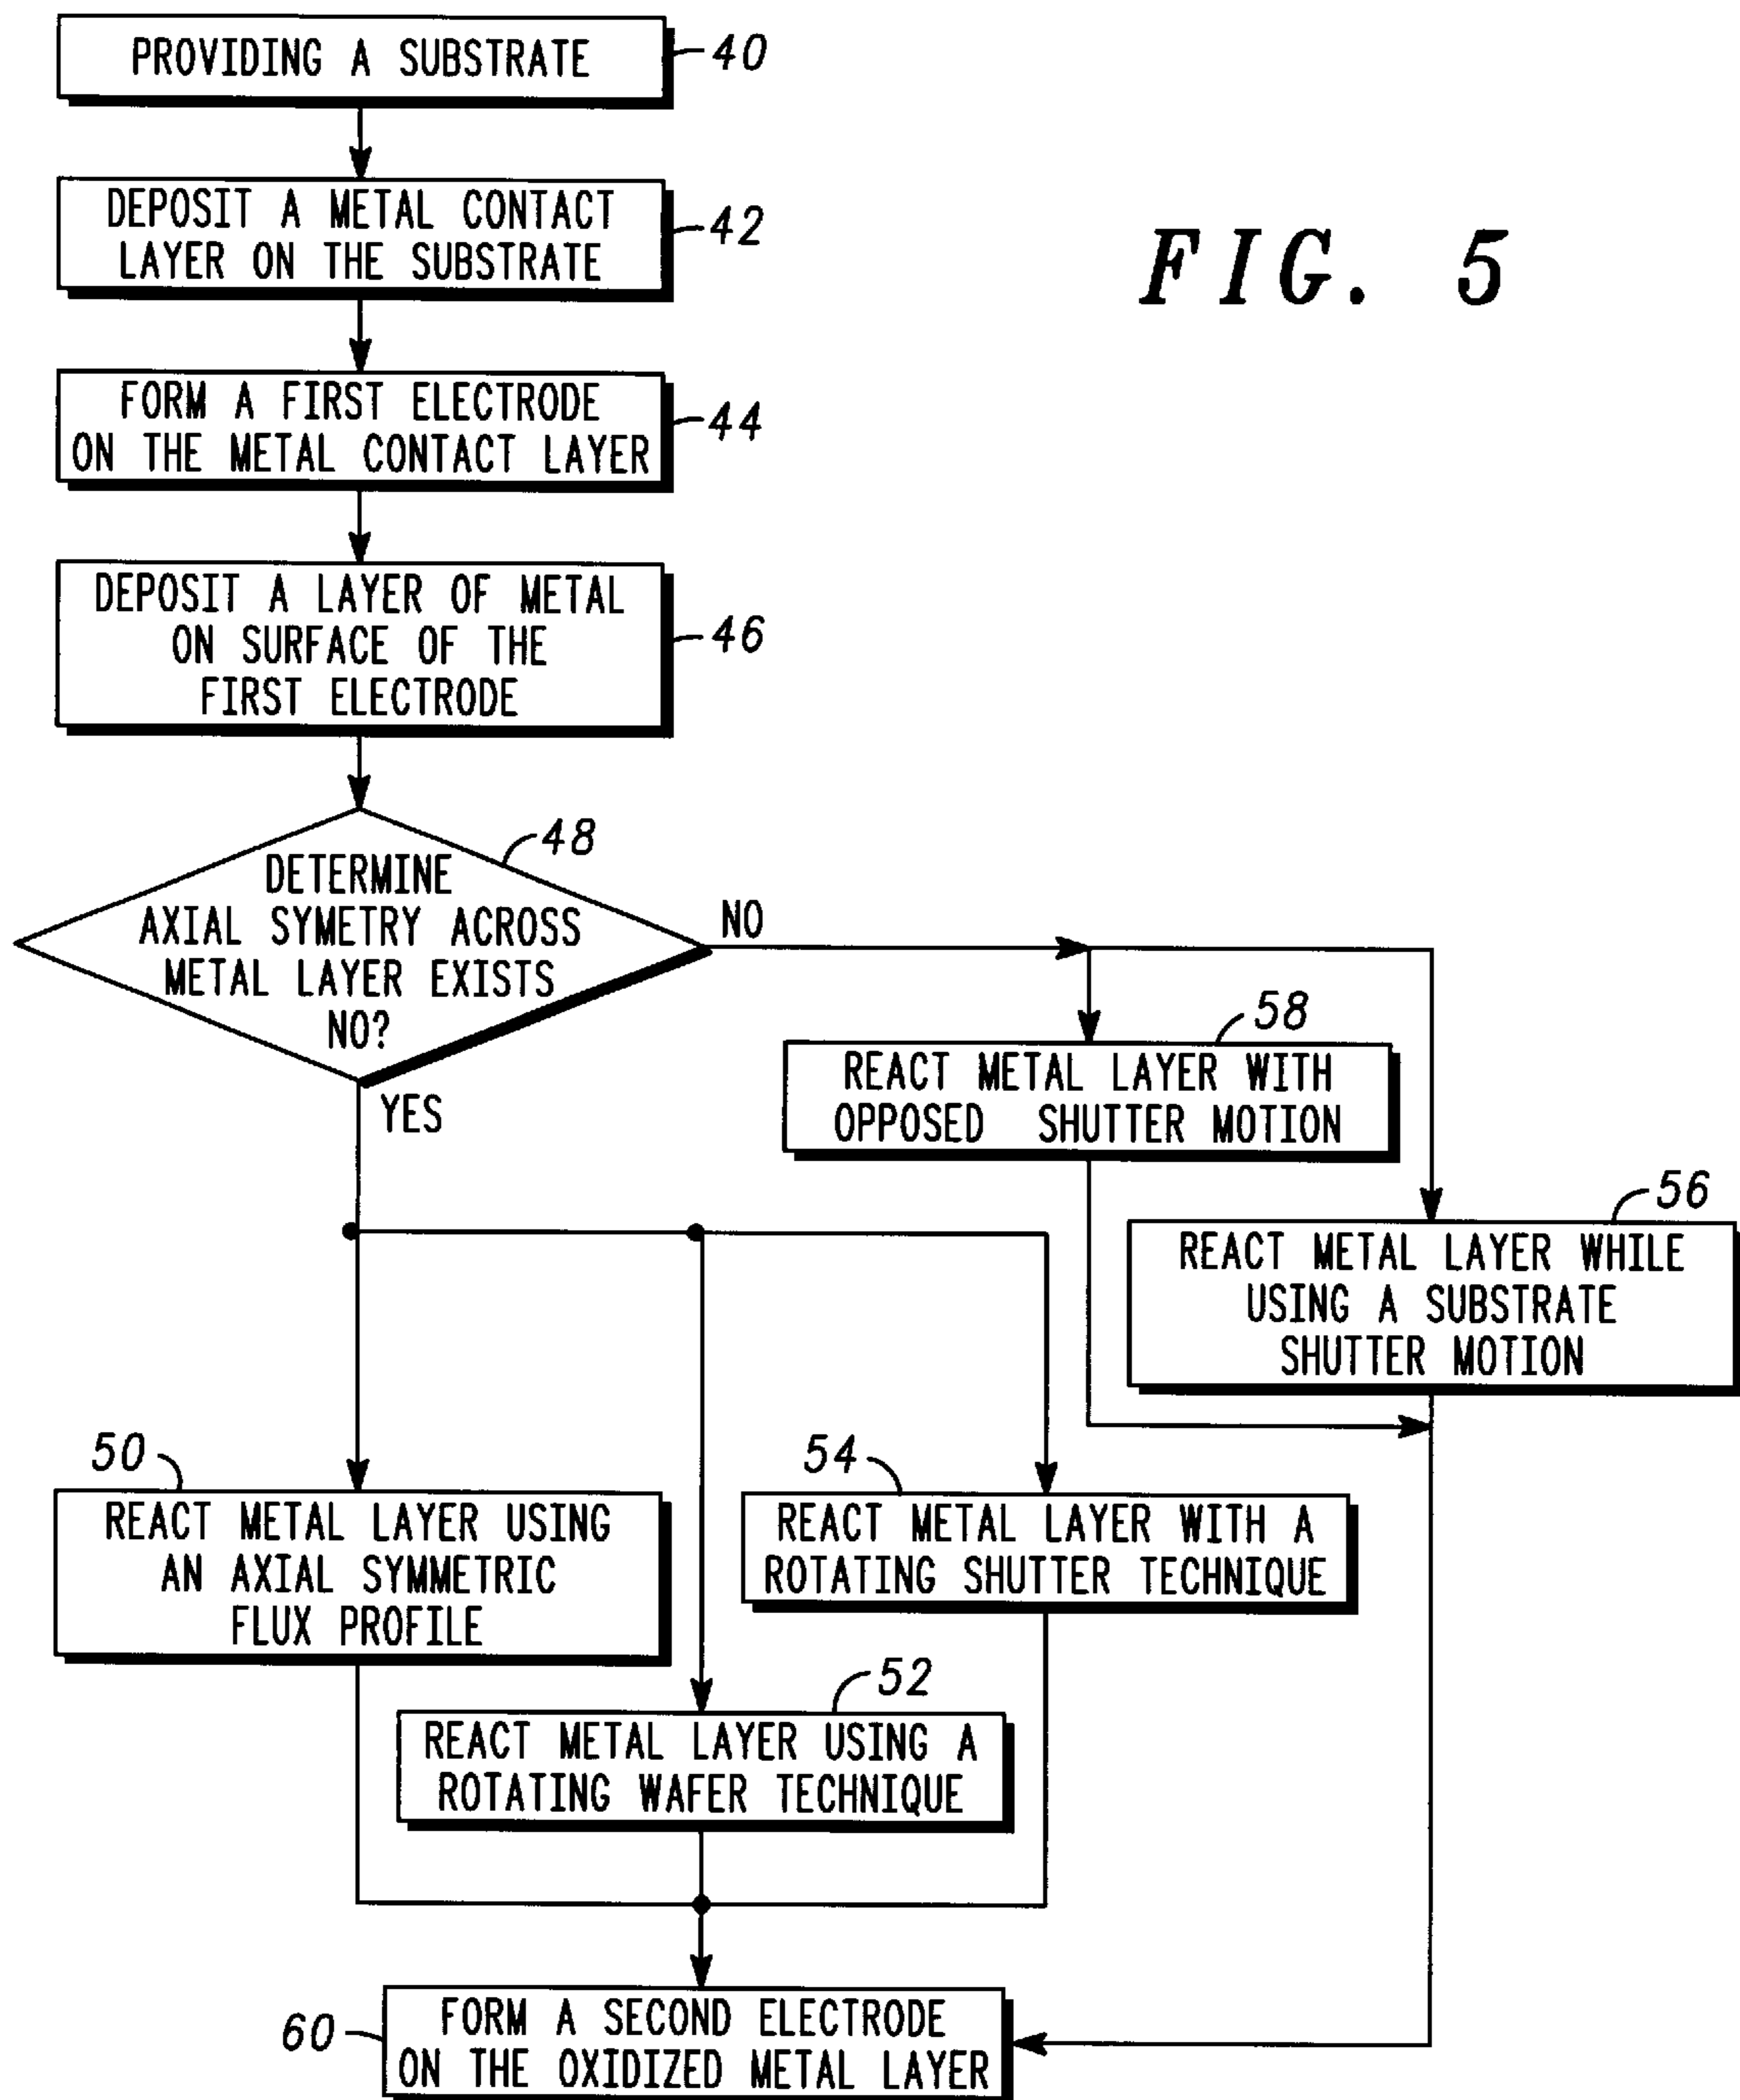 PROVIDING A SUBSTRATE
40
DEPOSIT A METAL CONTACT
LAYER ON THE SUBSTRATE
42
FIG. 5
FORM A FIRST ELECTRODE
ON THE METAL CONTACT LAYER
44
DEPOSIT A LAYER OF METAL
ON SURFACE OF THE
FIRST ELECTRODE
46
48
DETERMINE
AXIAL SYMETRY ACROSS
METAL LAYER EXISTS
NO?
NO
YES
58
REACT METAL LAYER WITH
OPPOSED SHUTTER MOTION
56
REACT METAL LAYER WHILE
USING A SUBSTRATE
SHUTTER MOTION
50
REACT METAL LAYER USING
AN AXIAL SYMMETRIC
FLUX PROFILE
54
REACT METAL LAYER WITH A
ROTATING SHUTTER TECHNIQUE
52
REACT METAL LAYER USING A
ROTATING WAFER TECHNIQUE
60
FORM A SECOND ELECTRODE
ON THE OXIDIZED METAL LAYER